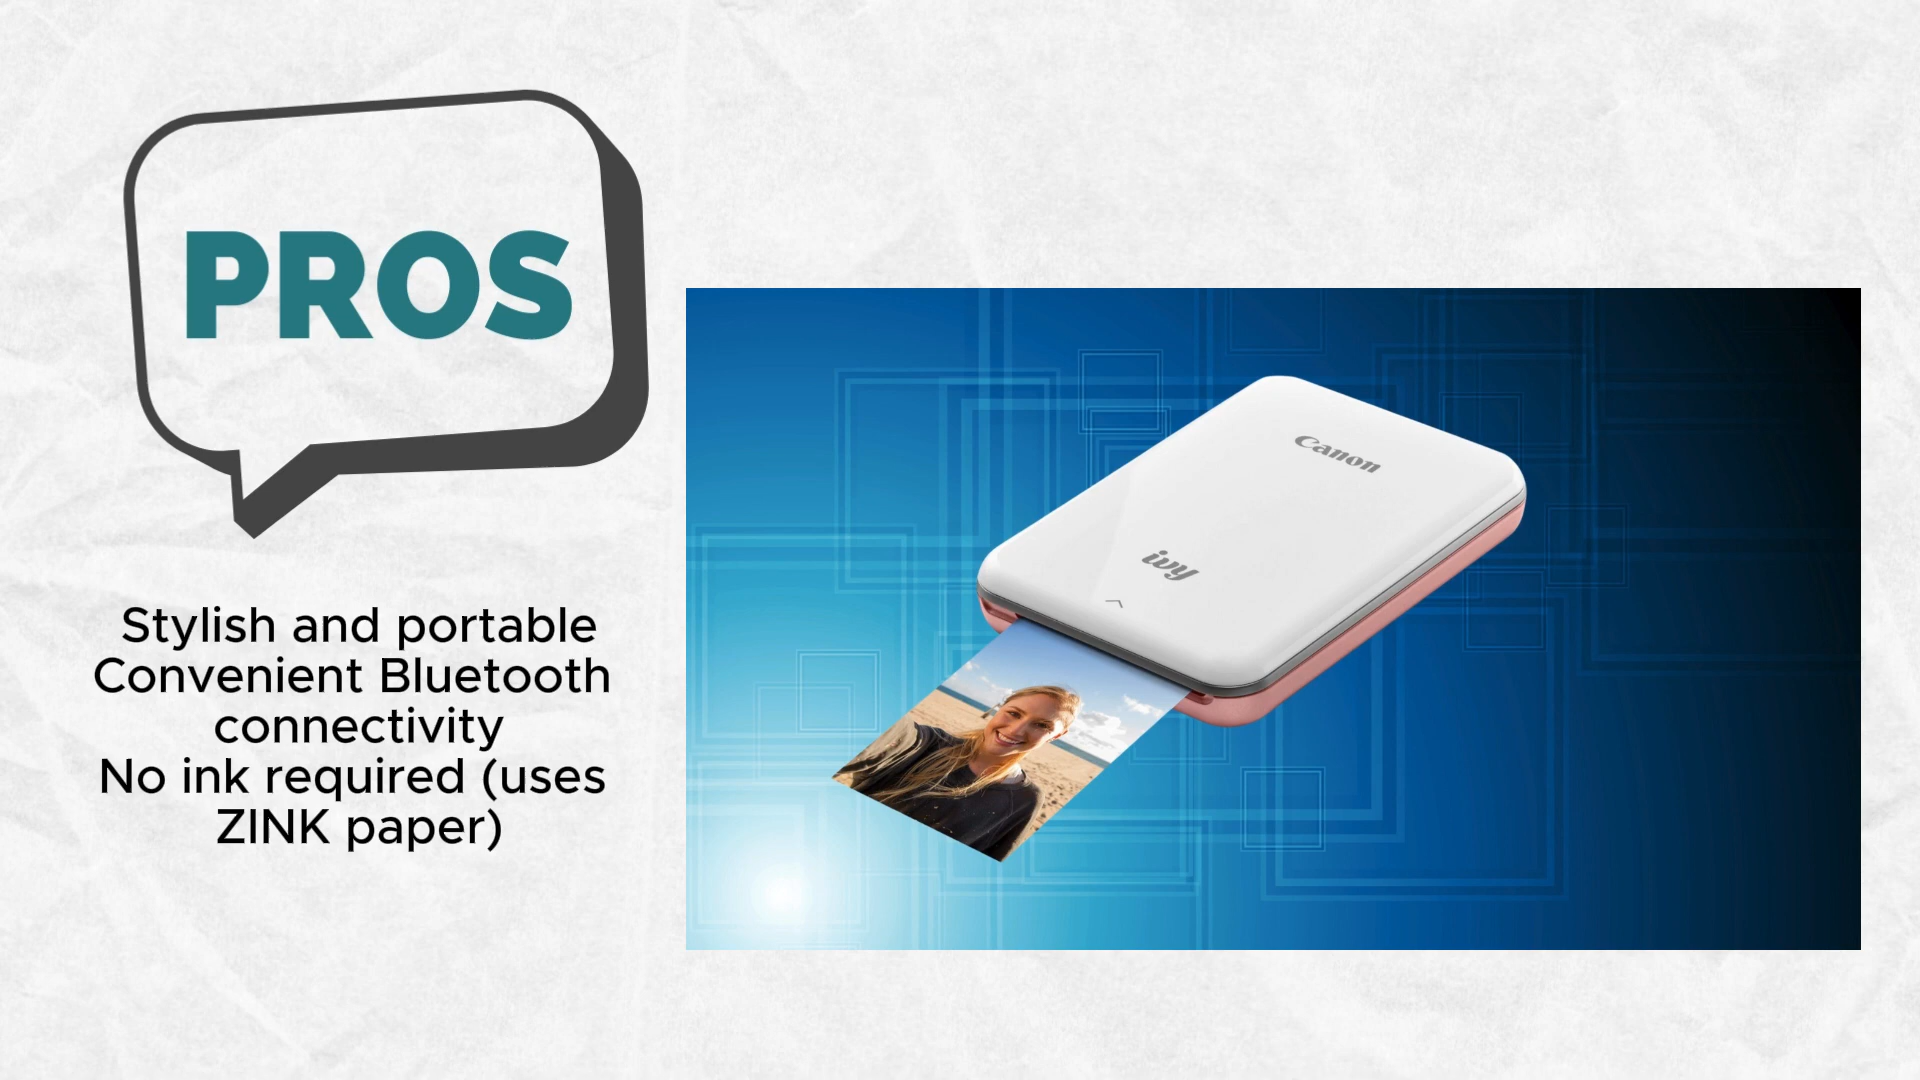 PROS
Stylish and portable
Convenient Bluetooth
connectivity
No ink required (uses
ZINK paper)
Canon
ivy